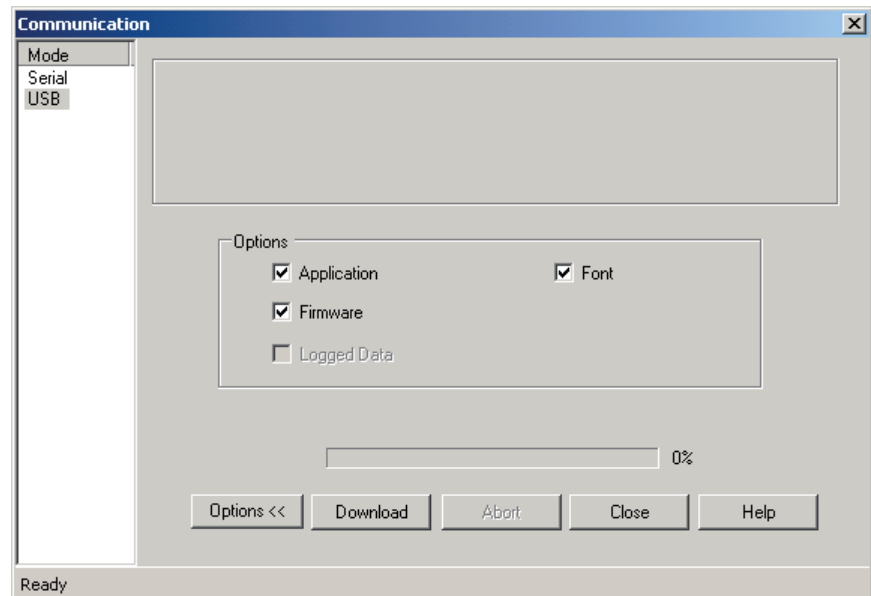 Communication
Mode
Serial
USB
Options
Application
Font
Firmware
Logged Data
0%
Options <<
Download
Abort
Close
Help
Ready